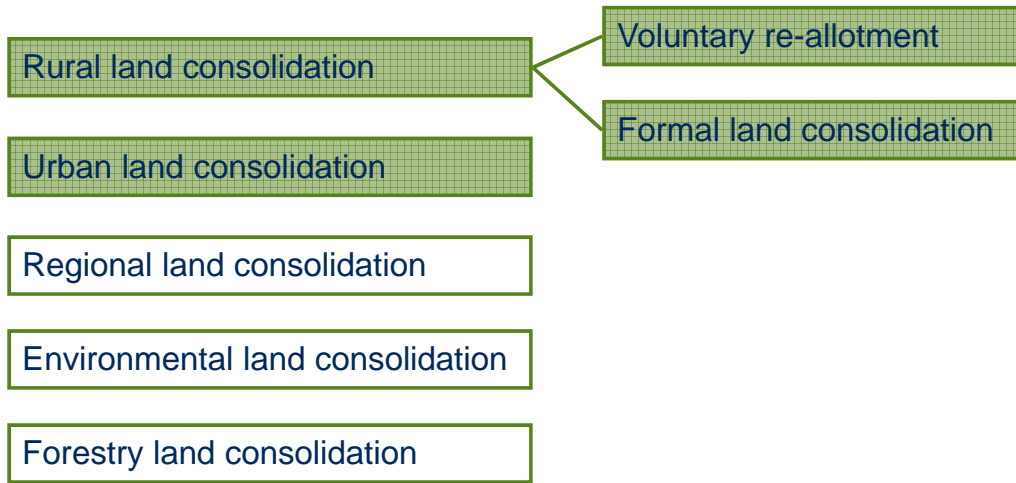 Rural land consolidation
Voluntary re-allotment
Formal land consolidation
Urban land consolidation
Regional land consolidation
Environmental land consolidation
Forestry land consolidation